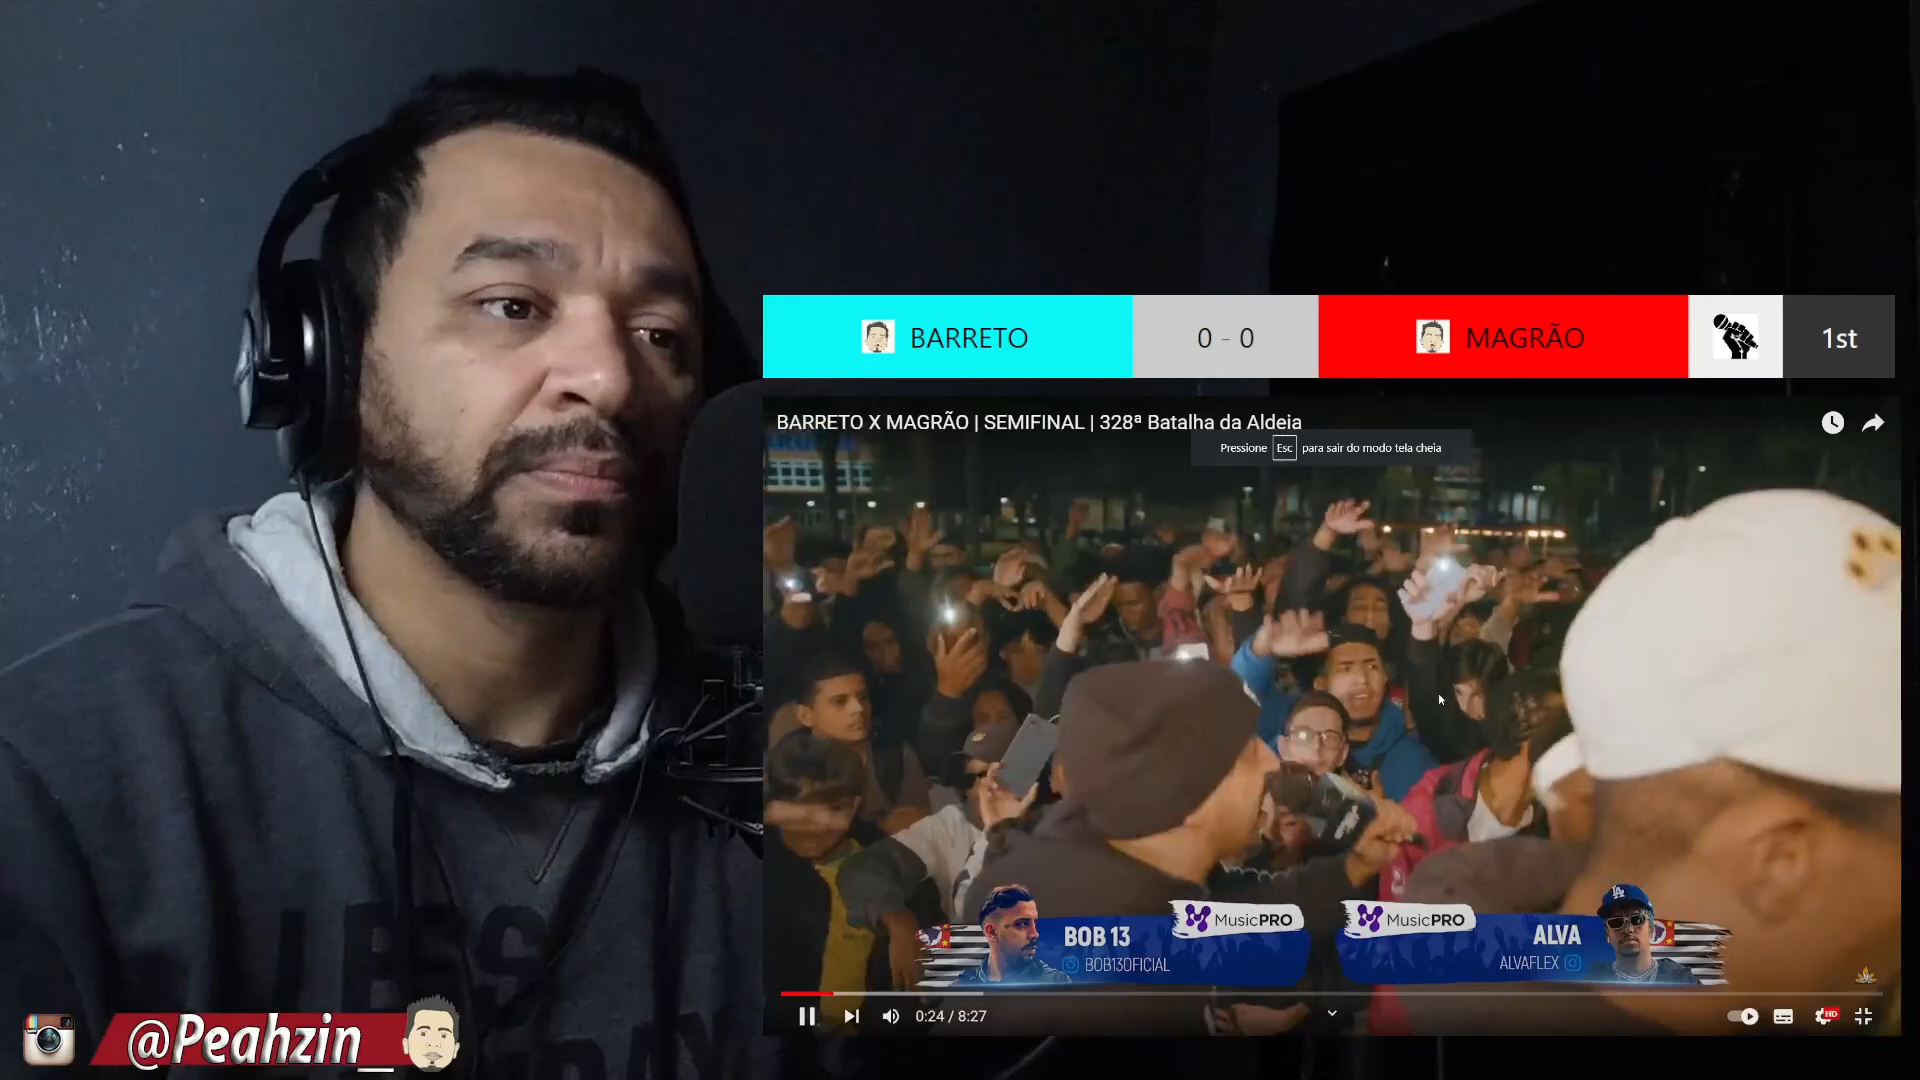 BARRETO
0 - 0
MAGRÃO
1st
BARRETO X MAGRÃO | SEMIFINAL | 328ª Batalha da Aldeia
Pressione Esc para sair do modo tela cheia
BOB 13
MusicPRO
BOB13OFICIAL
MusicPRO
ALVA
ALVAFLEX
0:24 / 8:27
HD
@Peahzin_